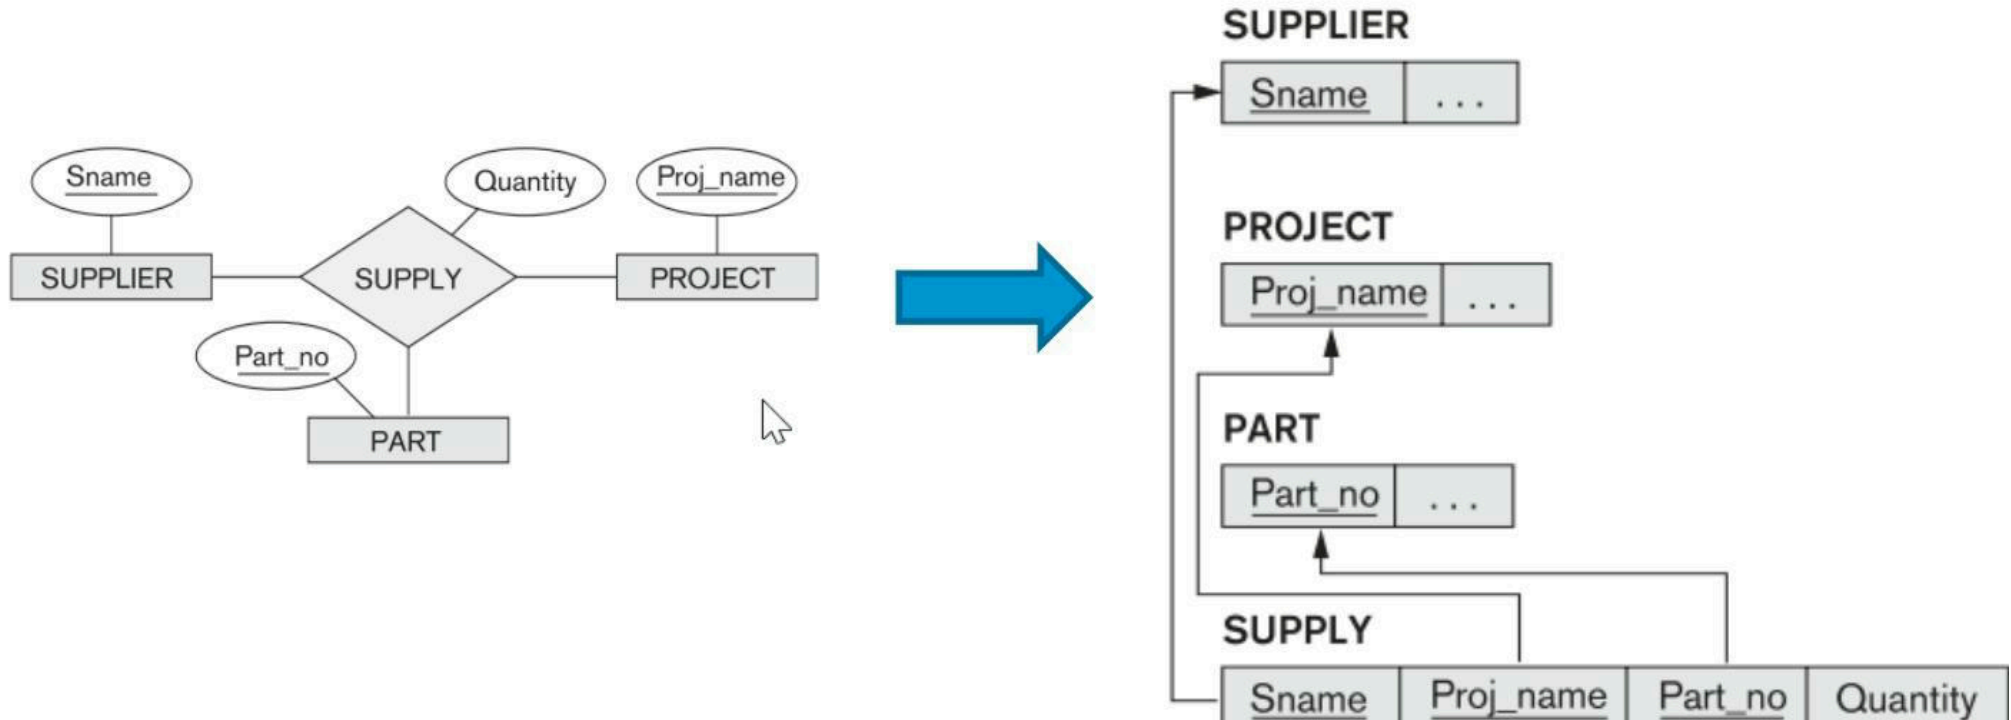 Sname
Quantity
Proj_name
SUPPLIER
SUPPLY
PROJECT
Part_no
PART
SUPPLIER
Sname ...
PROJECT
Proj_name ...
PART
Part_no ...
SUPPLY
Sname Proj_name Part_no Quantity